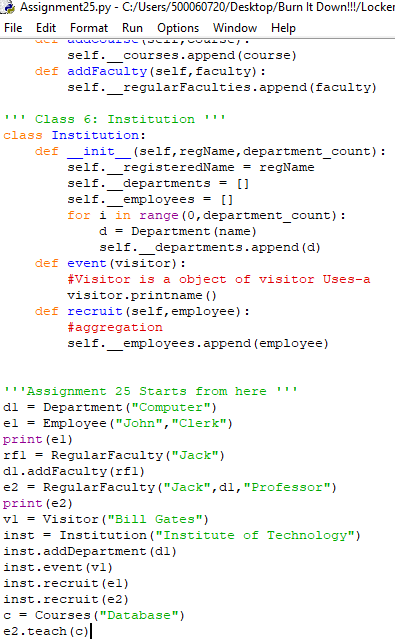 Assignment25.py - C:/Users/500060720/Desktop/Burn It Down!!!/Locker
File Edit Format Run Options Window Help
def addCourse(self,course):
self.__courses.append(course)
def addFaculty(self,faculty):
self.__regularFaculties.append(faculty)
''' Class 6: Institution '''
class Institution:
def __init__(self,regName,department_count):
self.__registeredName = regName
self.__departments = []
self.__employees = []
for i in range(0,department_count):
d = Department(name)
self.__departments.append(d)
def event(visitor):
#Visitor is a object of visitor Uses-a
visitor.printname()
def recruit(self,employee):
#aggregation
self.__employees.append(employee)
'''Assignment 25 Starts from here '''
d1 = Department("Computer")
e1 = Employee("John","Clerk")
print(e1)
rf1 = RegularFaculty("Jack")
d1.addFaculty(rf1)
e2 = RegularFaculty("Jack",d1,"Professor")
print(e2)
v1 = Visitor("Bill Gates")
inst = Institution("Institute of Technology")
inst.addDepartment(d1)
inst.event(v1)
inst.recruit(e1)
inst.recruit(e2)
c = Courses("Database")
e2.teach(c)